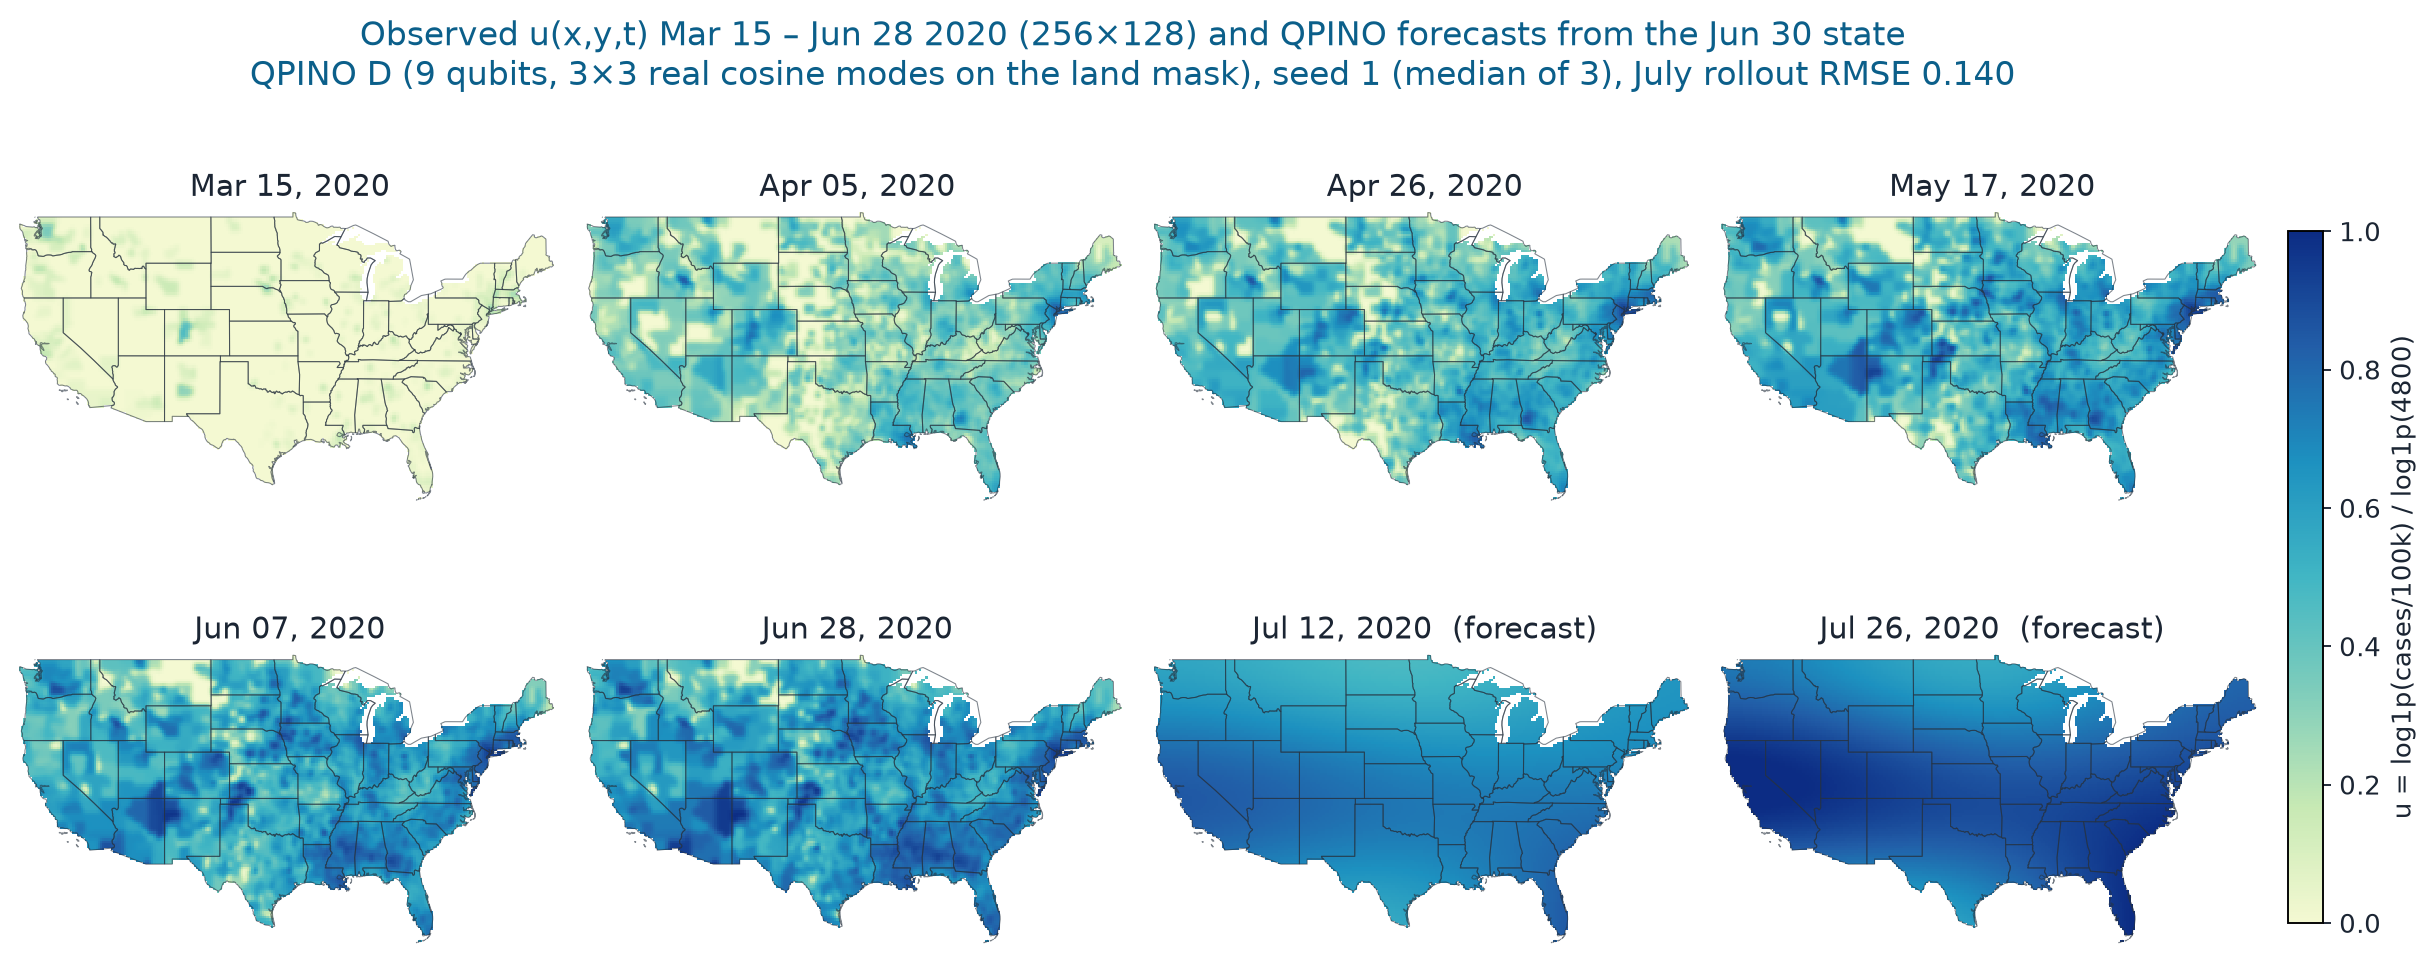 Observed u(x,y,t) Mar 15 – Jun 28 2020 (256×128) and QPINO forecasts from the Jun 30 state
QPINO D (9 qubits, 3×3 real cosine modes on the land mask), seed 1 (median of 3), July rollout RMSE 0.140
Mar 15, 2020
Apr 05, 2020
Apr 26, 2020
May 17, 2020
Jun 07, 2020
Jun 28, 2020
Jul 12, 2020 (forecast)
Jul 26, 2020 (forecast)
1.0
0.8
0.6
0.4
0.2
0.0
u = log1p(cases/100k) / log1p(4800)